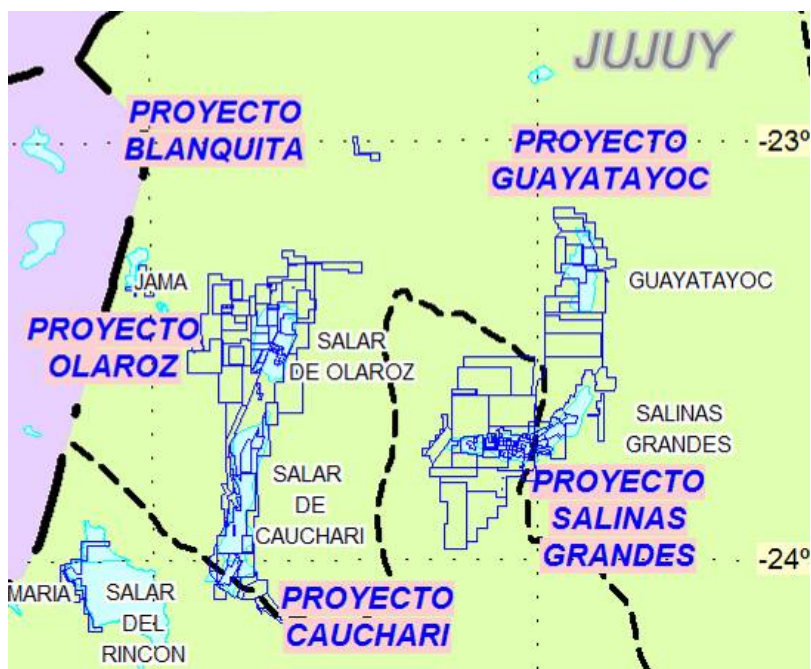 JUJUY
PROYECTO
BLANQUITA
PROYECTO
GUAYATAYOC
-23º
JAMA
GUAYATAYOC
PROYECTO
OLAROZ
SALAR
DE OLAROZ
SALINAS
GRANDES
SALAR
DE
CAUCHARI
PROYECTO
SALINAS
GRANDES
-24º
MARIA
SALAR
DEL
RINCON
PROYECTO
CAUCHARI